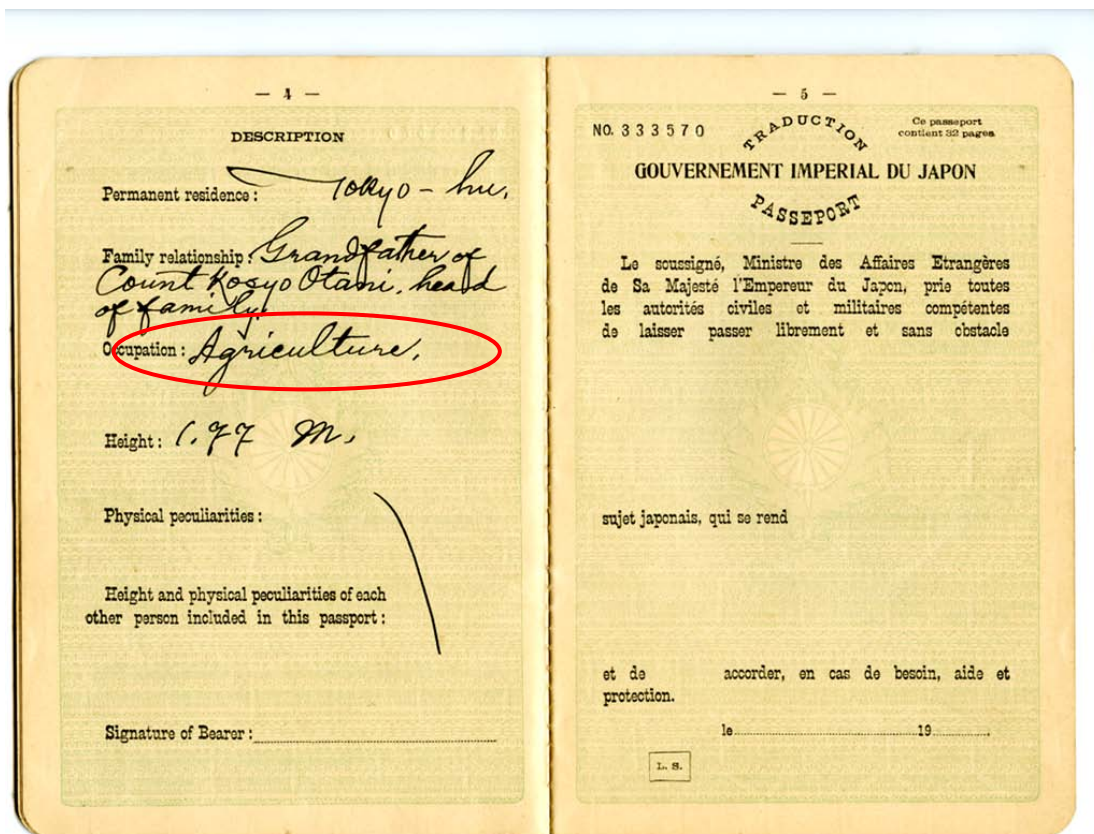 — 4 —
DESCRIPTION
Permanent residence : Tokyo - hu.
Family relationship : Grandfather of
Count Kosyo Otani, head
of family.
Occupation : Agriculture.
Height : 1.77 m.
Physical peculiarities :
Height and physical peculiarities of each
other person included in this passport :
Signature of Bearer :
— 5 —
NO. 333570
TRADUCTION
Ce passeport
contient 32 pages
GOUVERNEMENT IMPERIAL DU JAPON
PASSEPORT
Le soussigné, Ministre des Affaires Etrangères
de Sa Majesté l'Empereur du Japon, prie toutes
les autorités civiles et militaires compétentes
de laisser passer librement et sans obstacle
sujet japonais, qui se rend
et de accorder, en cas de besoin, aide et
protection.
le 19 .
L. S.